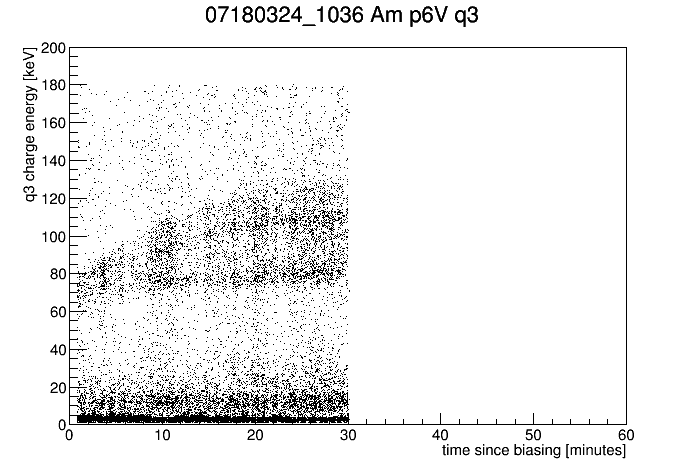 07180324_1036 Am p6V q3
q3 charge energy [keV]
200
180
160
140
120
100
80
60
40
20
0
0 10 20 30 40 50 60
time since biasing [minutes]